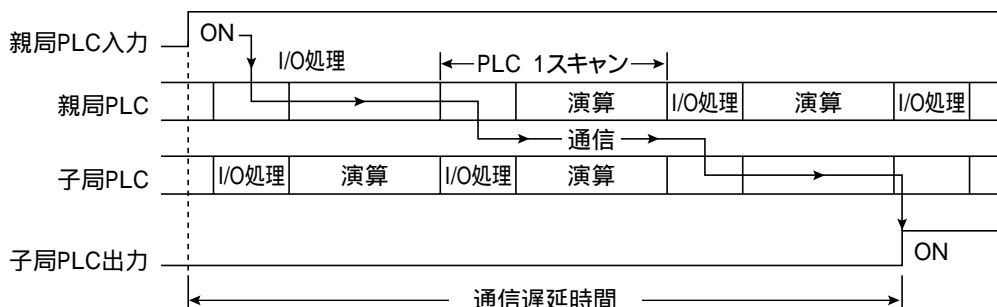 親局PLC入力
ON
I/O処理
PLC 1スキャン
親局PLC
演算
I/O処理
演算
I/O処理
通信
子局PLC
I/O処理
演算
I/O処理
演算
子局PLC出力
ON
通信遅延時間